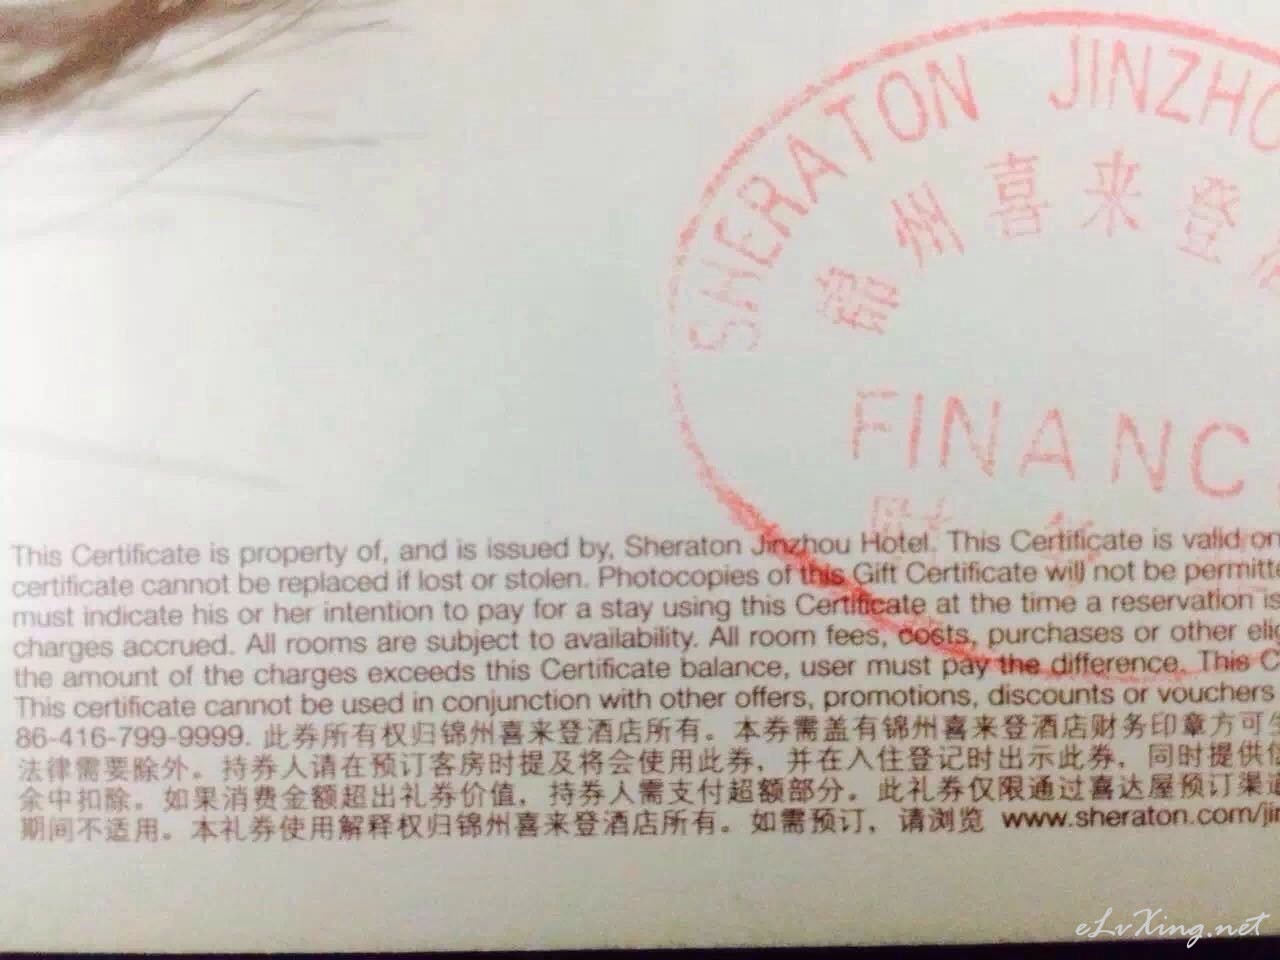 SHERATON JINZHO
锦州喜来登
FINANC
财
This Certificate is property of, and is issued by, Sheraton Jinzhou Hotel. This Certificate is valid on
certificate cannot be replaced if lost or stolen. Photocopies of this Gift Certificate will not be permitte
must indicate his or her intention to pay for a stay using this Certificate at the time a reservation is
charges accrued. All rooms are subject to availability. All room fees, costs, purchases or other elig
the amount of the charges exceeds this Certificate balance, user must pay the difference. This C
This certificate cannot be used in conjunction with other offers, promotions, discounts or vouchers
86-416-799-9999. 此券所有权归锦州喜来登酒店所有。本券需盖有锦州喜来登酒店财务印章方可生
法律需要除外。持券人请在预订客房时提及将会使用此券，并在入住登记时出示此券，同时提供信
余中扣除。如果消费金额超出礼券价值，持券人需支付超额部分。此礼券仅限通过喜达屋预订渠道
期间不适用。本礼券使用解释权归锦州喜来登酒店所有。如需预订，请浏览 www.sheraton.com/jin
eLvXing.net